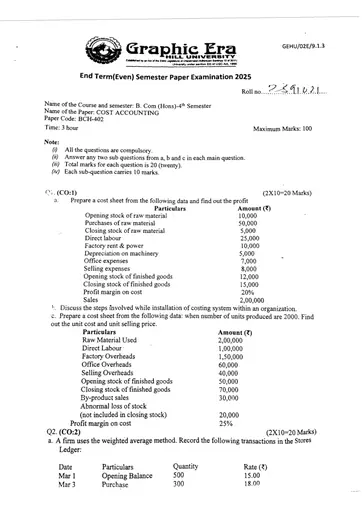 GEHU/02E/9.1.3
Graphic Era
HILL UNIVERSITY
End Term(Even) Semester Paper Examination 2025
Roll no.
Name of the Course and semester: B. Com (Hons)-4th Semester
Name of the Paper: COST ACCOUNTING
Paper Code: BCH-402
Time: 3 hour Maximum Marks: 100
Note:
(i) All the questions are compulsory.
(ii) Answer any two sub questions from a, b and c in each main question.
(iii) Total marks for each question is 20 (twenty).
(iv) Each sub-question carries 10 marks.
(CO:1) (2X10=20 Marks)
a. Prepare a cost sheet from the following data and find out the profit
Particulars Amount (₹)
Opening stock of raw material 10,000
Purchases of raw material 50,000
Closing stock of raw material 5,000
Direct labour 25,000
Factory rent & power 10,000
Depreciation on machinery 5,000
Office expenses 7,000
Selling expenses 8,000
Opening stock of finished goods 12,000
Closing stock of finished goods 15,000
Profit margin on cost 20%
Sales 2,00,000
Discuss the steps involved while installation of costing system within an organization.
c. Prepare a cost sheet from the following data: when number of units produced are 2000. Find
out the unit cost and unit selling price.
Particulars Amount (₹)
Raw Material Used 2,00,000
Direct Labour 1,00,000
Factory Overheads 1,50,000
Office Overheads 60,000
Selling Overheads 40,000
Opening stock of finished goods 50,000
Closing stock of finished goods 70,000
By-product sales 30,000
Abnormal loss of stock
(not included in closing stock) 20,000
Profit margin on cost 25%
Q2. (CO:2) (2X10=20 Marks)
a. A firm uses the weighted average method. Record the following transactions in the Stores
Ledger:
Date Particulars Quantity Rate (₹)
Mar 1 Opening Balance 500 15.00
Mar 3 Purchase 300 18.00